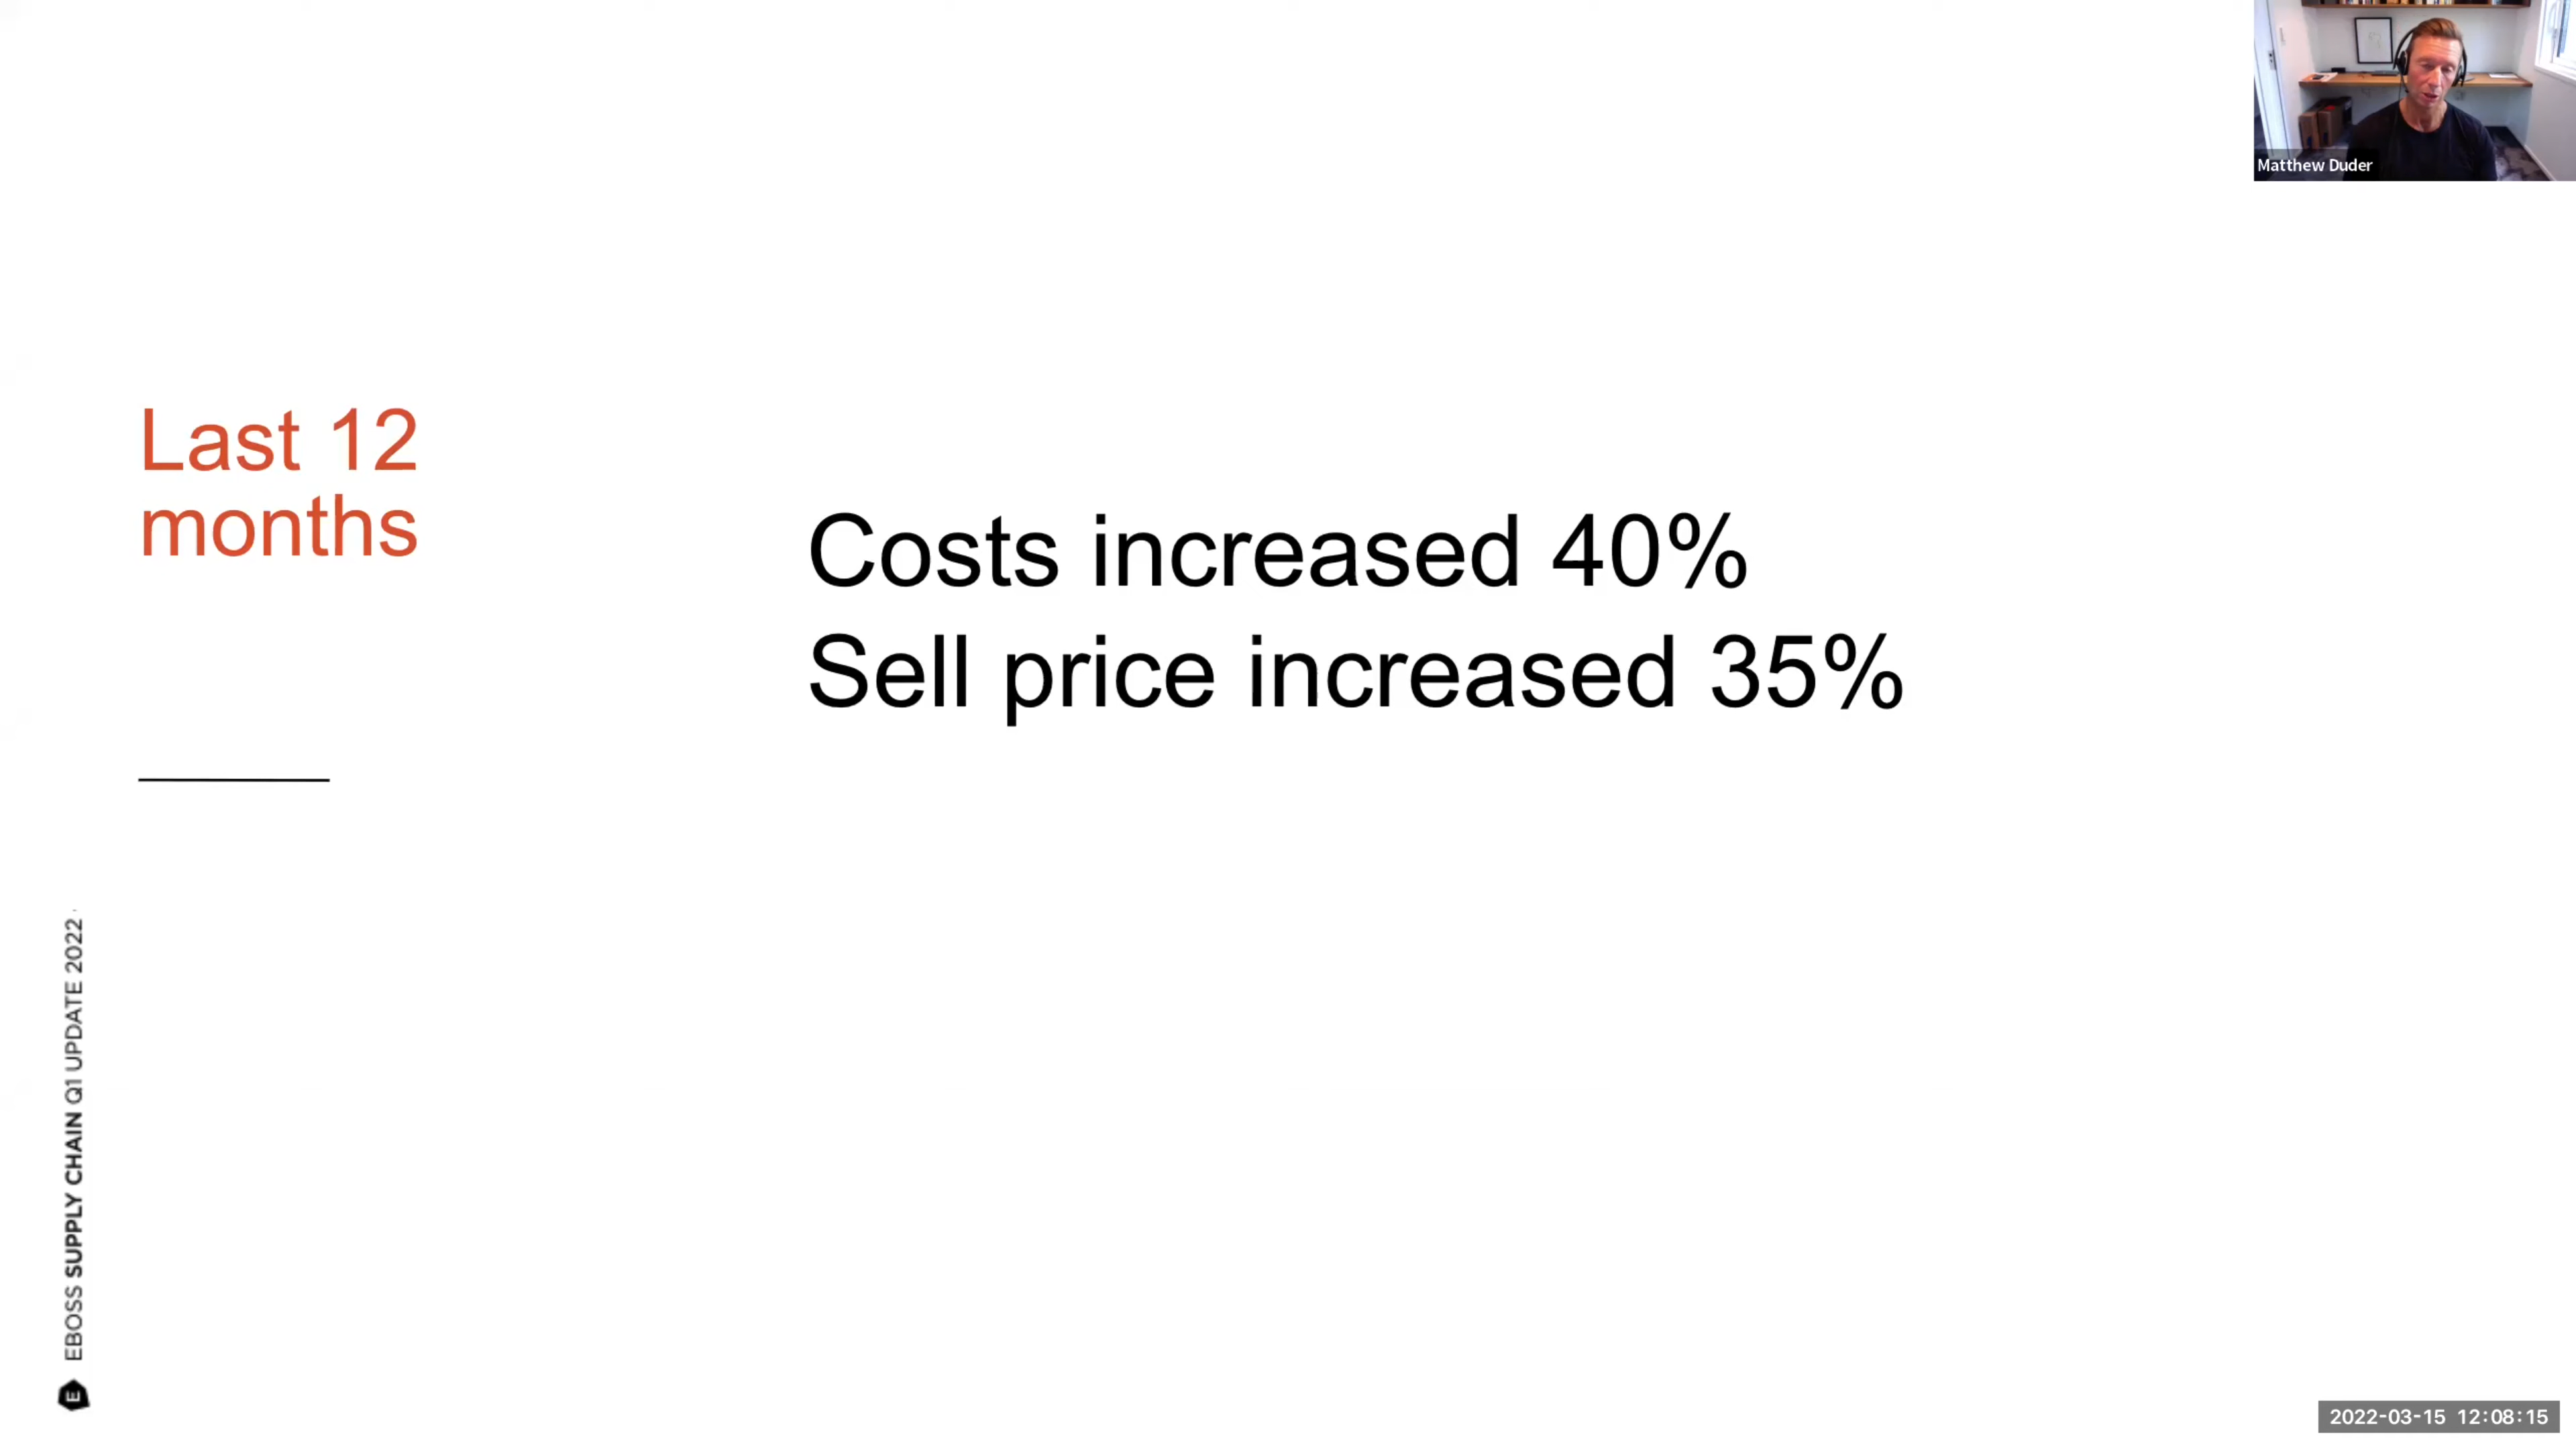 Matthew Duder
Last 12
months
Costs increased 40%
Sell price increased 35%
EBOSS SUPPLY CHAIN Q1 UPDATE 2022
E
2022-03-15 12:08:15